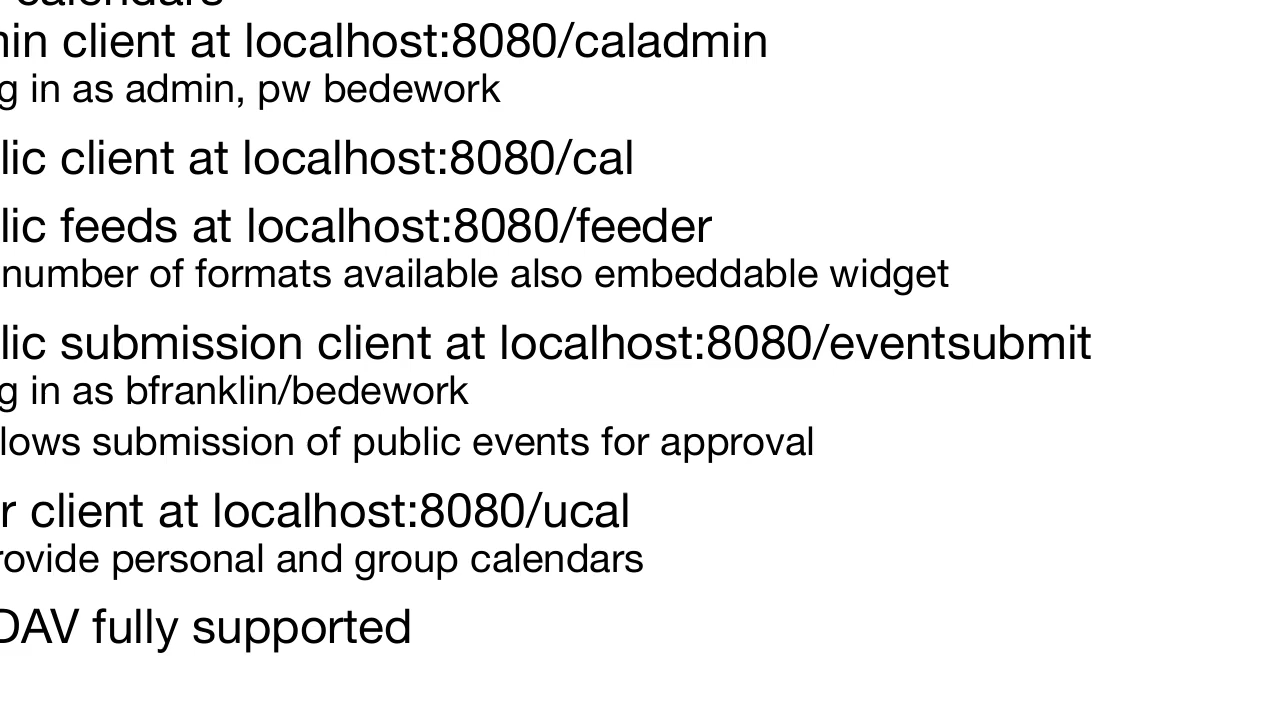 calendars
min client at localhost:8080/caladmin
g in as admin, pw bedework
lic client at localhost:8080/cal
lic feeds at localhost:8080/feeder
number of formats available also embeddable widget
lic submission client at localhost:8080/eventsubmit
g in as bfranklin/bedework
lows submission of public events for approval
r client at localhost:8080/ucal
rovide personal and group calendars
DAV fully supported